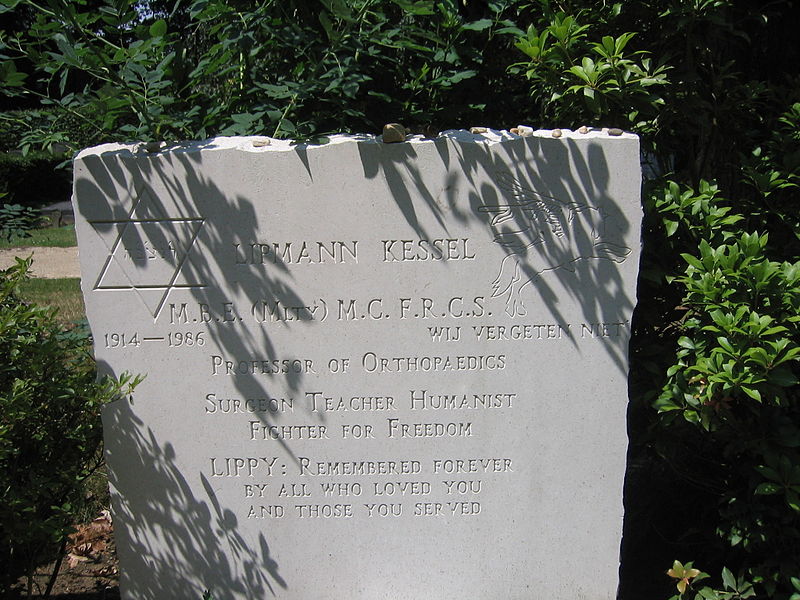 LIPMANN KESSEL
M.B.E. (MLTY) M.C. F.R.C.S.
1914—1986
WIJ VERGETEN NIET
PROFESSOR OF ORTHOPAEDICS
SURGEON TEACHER HUMANIST
FIGHTER FOR FREEDOM
LIPPY: REMEMBERED FOREVER
BY ALL WHO LOVED YOU
AND THOSE YOU SERVED